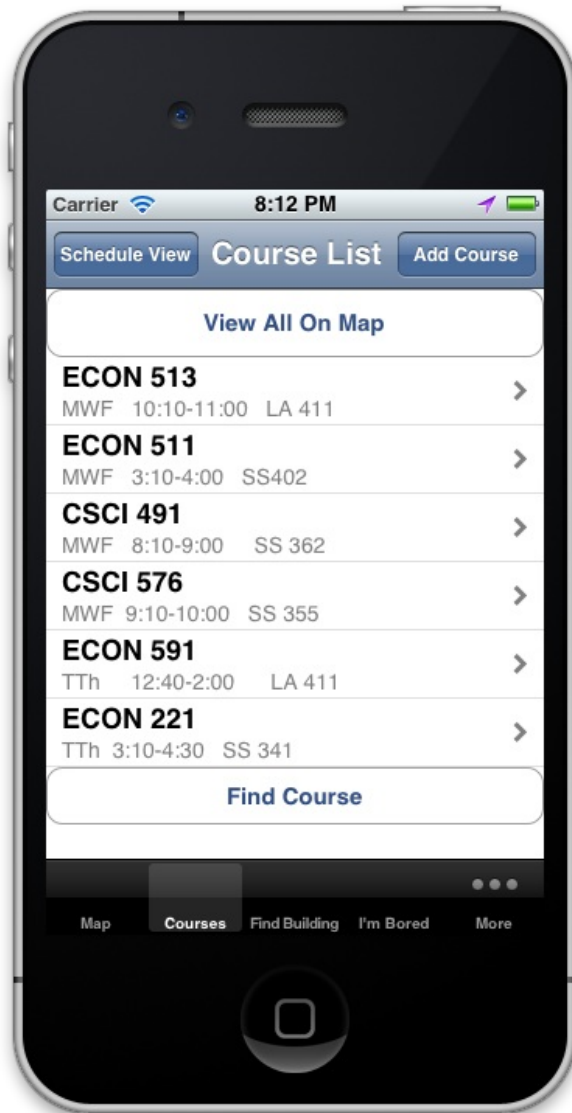 Carrier 8:12 PM
Schedule View Course List Add Course
View All On Map
ECON 513
MWF 10:10-11:00 LA 411
ECON 511
MWF 3:10-4:00 SS402
CSCI 491
MWF 8:10-9:00 SS 362
CSCI 576
MWF 9:10-10:00 SS 355
ECON 591
TTh 12:40-2:00 LA 411
ECON 221
TTh 3:10-4:30 SS 341
Find Course
Map Courses Find Building I'm Bored More